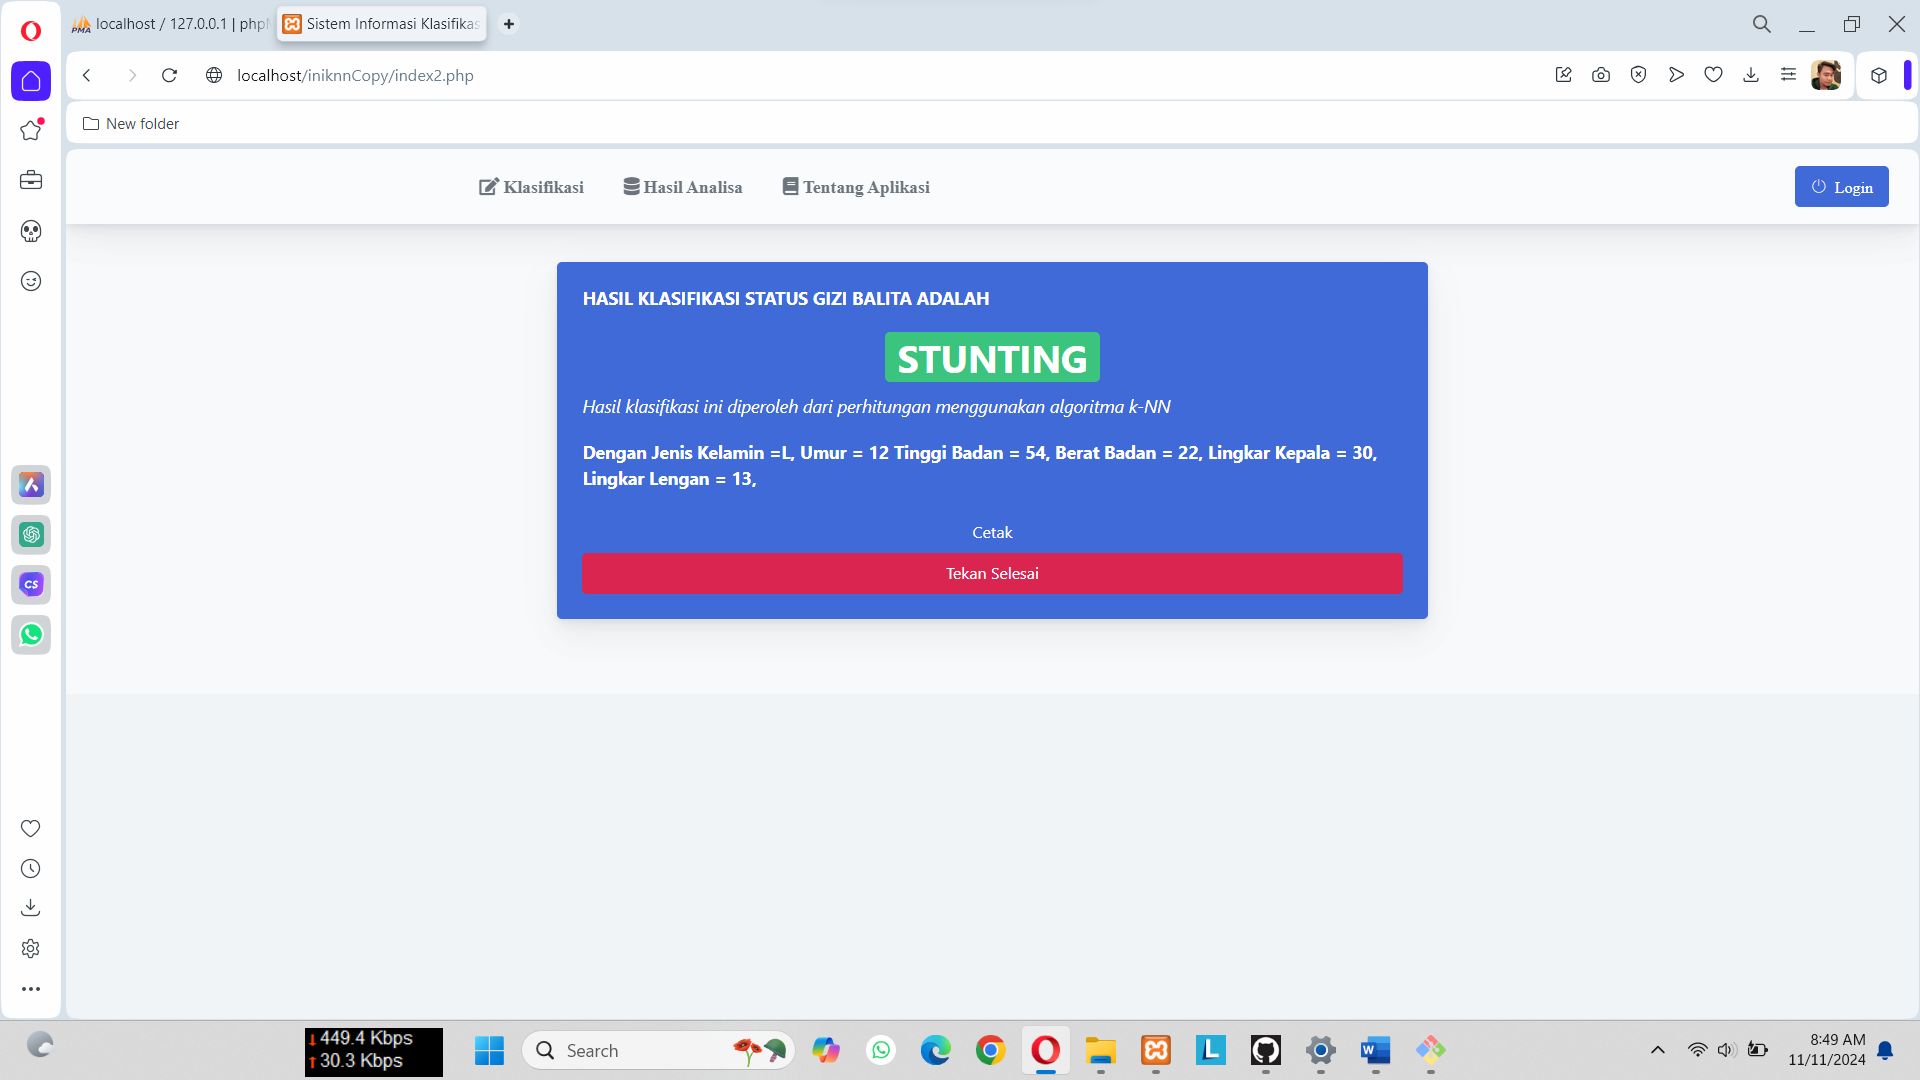 localhost / 127.0.0.1 | php
Sistem Informasi Klasifikas
localhost/iniknnCopy/index2.php
New folder
Klasifikasi
Hasil Analisa
Tentang Aplikasi
Login
HASIL KLASIFIKASI STATUS GIZI BALITA ADALAH
STUNTING
Hasil klasifikasi ini diperoleh dari perhitungan menggunakan algoritma k-NN
Dengan Jenis Kelamin =L, Umur = 12 Tinggi Badan = 54, Berat Badan = 22, Lingkar Kepala = 30,
Lingkar Lengan = 13,
Cetak
Tekan Selesai
449.4 Kbps
30.3 Kbps
Search
8:49 AM
11/11/2024